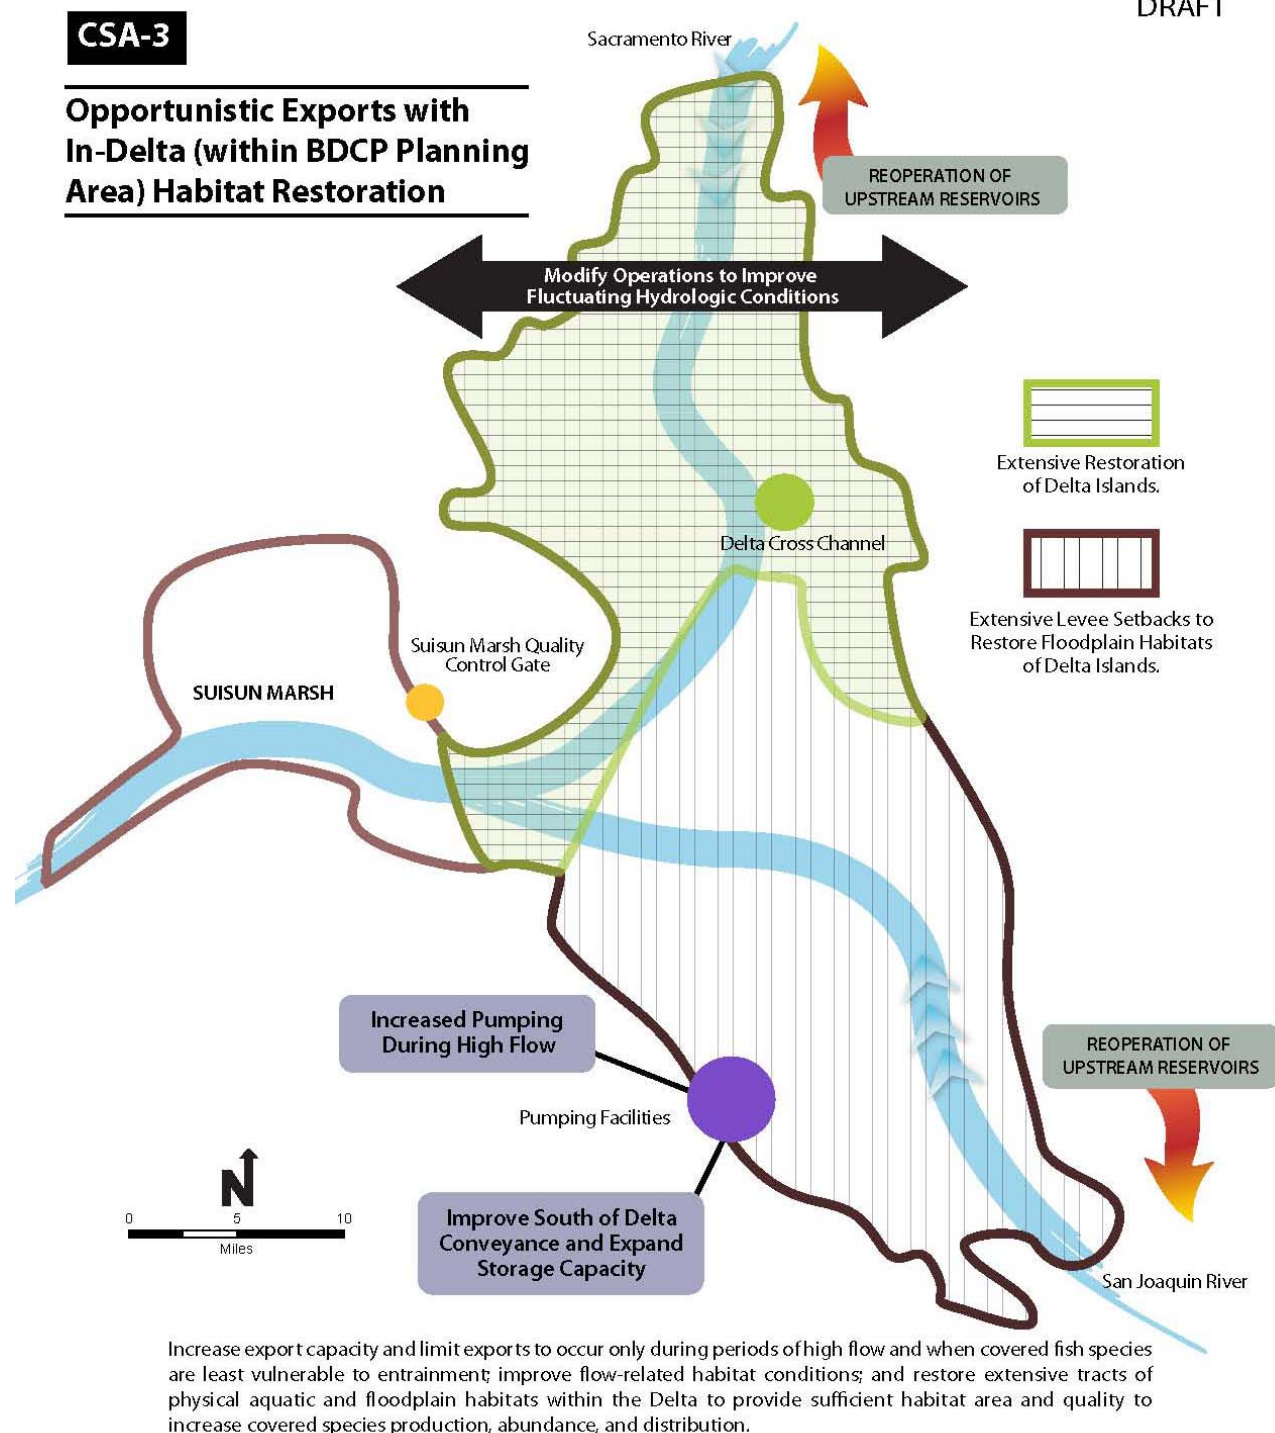 DRAFT
CSA-3
Sacramento River
Opportunistic Exports with
In-Delta (within BDCP Planning
Area) Habitat Restoration
REOPERATION OF
UPSTREAM RESERVOIRS
Modify Operations to Improve
Fluctuating Hydrologic Conditions
Extensive Restoration
of Delta Islands.
Delta Cross Channel
Extensive Levee Setbacks to
Restore Floodplain Habitats
of Delta Islands.
Suisun Marsh Quality
Control Gate
SUISUN MARSH
Increased Pumping
During High Flow
REOPERATION OF
UPSTREAM RESERVOIRS
Pumping Facilities
N
0 5 10
Miles
Improve South of Delta
Conveyance and Expand
Storage Capacity
San Joaquin River
Increase export capacity and limit exports to occur only during periods of high flow and when covered fish species
are least vulnerable to entrainment; improve flow-related habitat conditions; and restore extensive tracts of
physical aquatic and floodplain habitats within the Delta to provide sufficient habitat area and quality to
increase covered species production, abundance, and distribution.